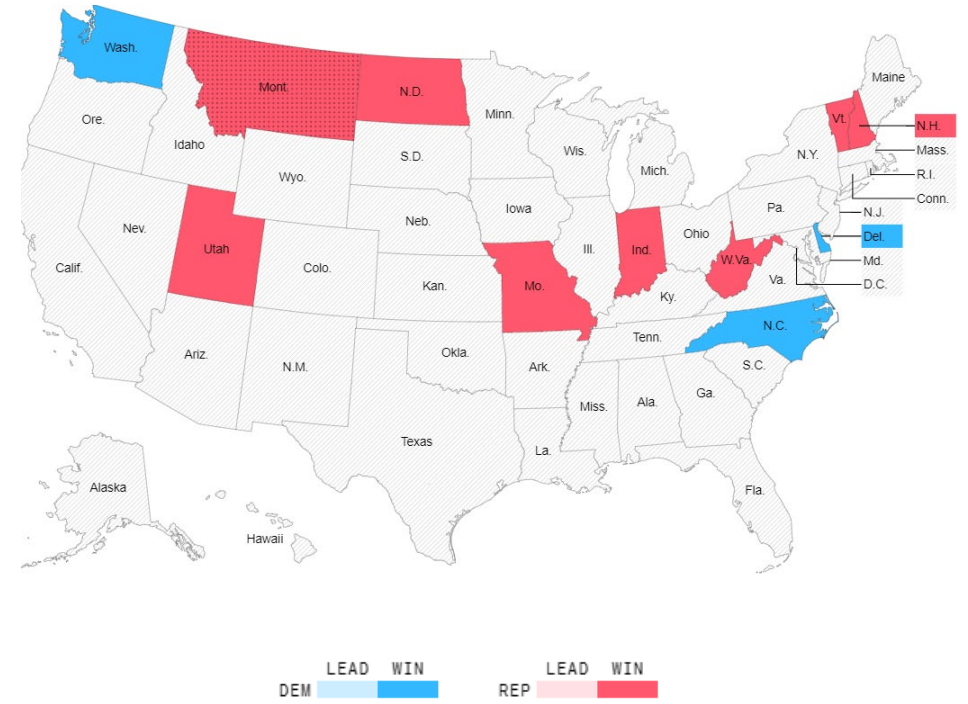 Wash.
Mont.
N.D.
Minn.
Maine
Ore.
Idaho
Vt.
N.H.
Wis.
Mass.
S.D.
N.Y.
Mich.
R.I.
Wyo.
Conn.
Iowa
Pa.
N.J.
Neb.
Nev.
Ohio
Del.
Utah
Ill.
Ind.
W.Va.
Md.
Calif.
Colo.
Va.
D.C.
Kan.
Mo.
Ky.
N.C.
Tenn.
Ariz.
Okla.
N.M.
Ark.
S.C.
Ga.
Miss.
Ala.
Texas
La.
Alaska
Fla.
Hawaii
LEAD WIN LEAD WIN
DEM REP